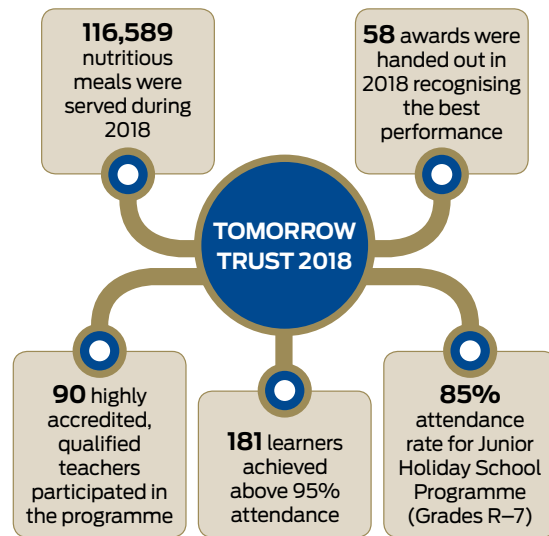 116,589
nutritious
meals were
served during
2018
58 awards were
handed out in
2018 recognising
the best
performance
TOMORROW
TRUST 2018
90 highly
accredited,
qualified
teachers
participated in
the programme
181 learners
achieved
above 95%
attendance
85%
attendance
rate for Junior
Holiday School
Programme
(Grades R–7)